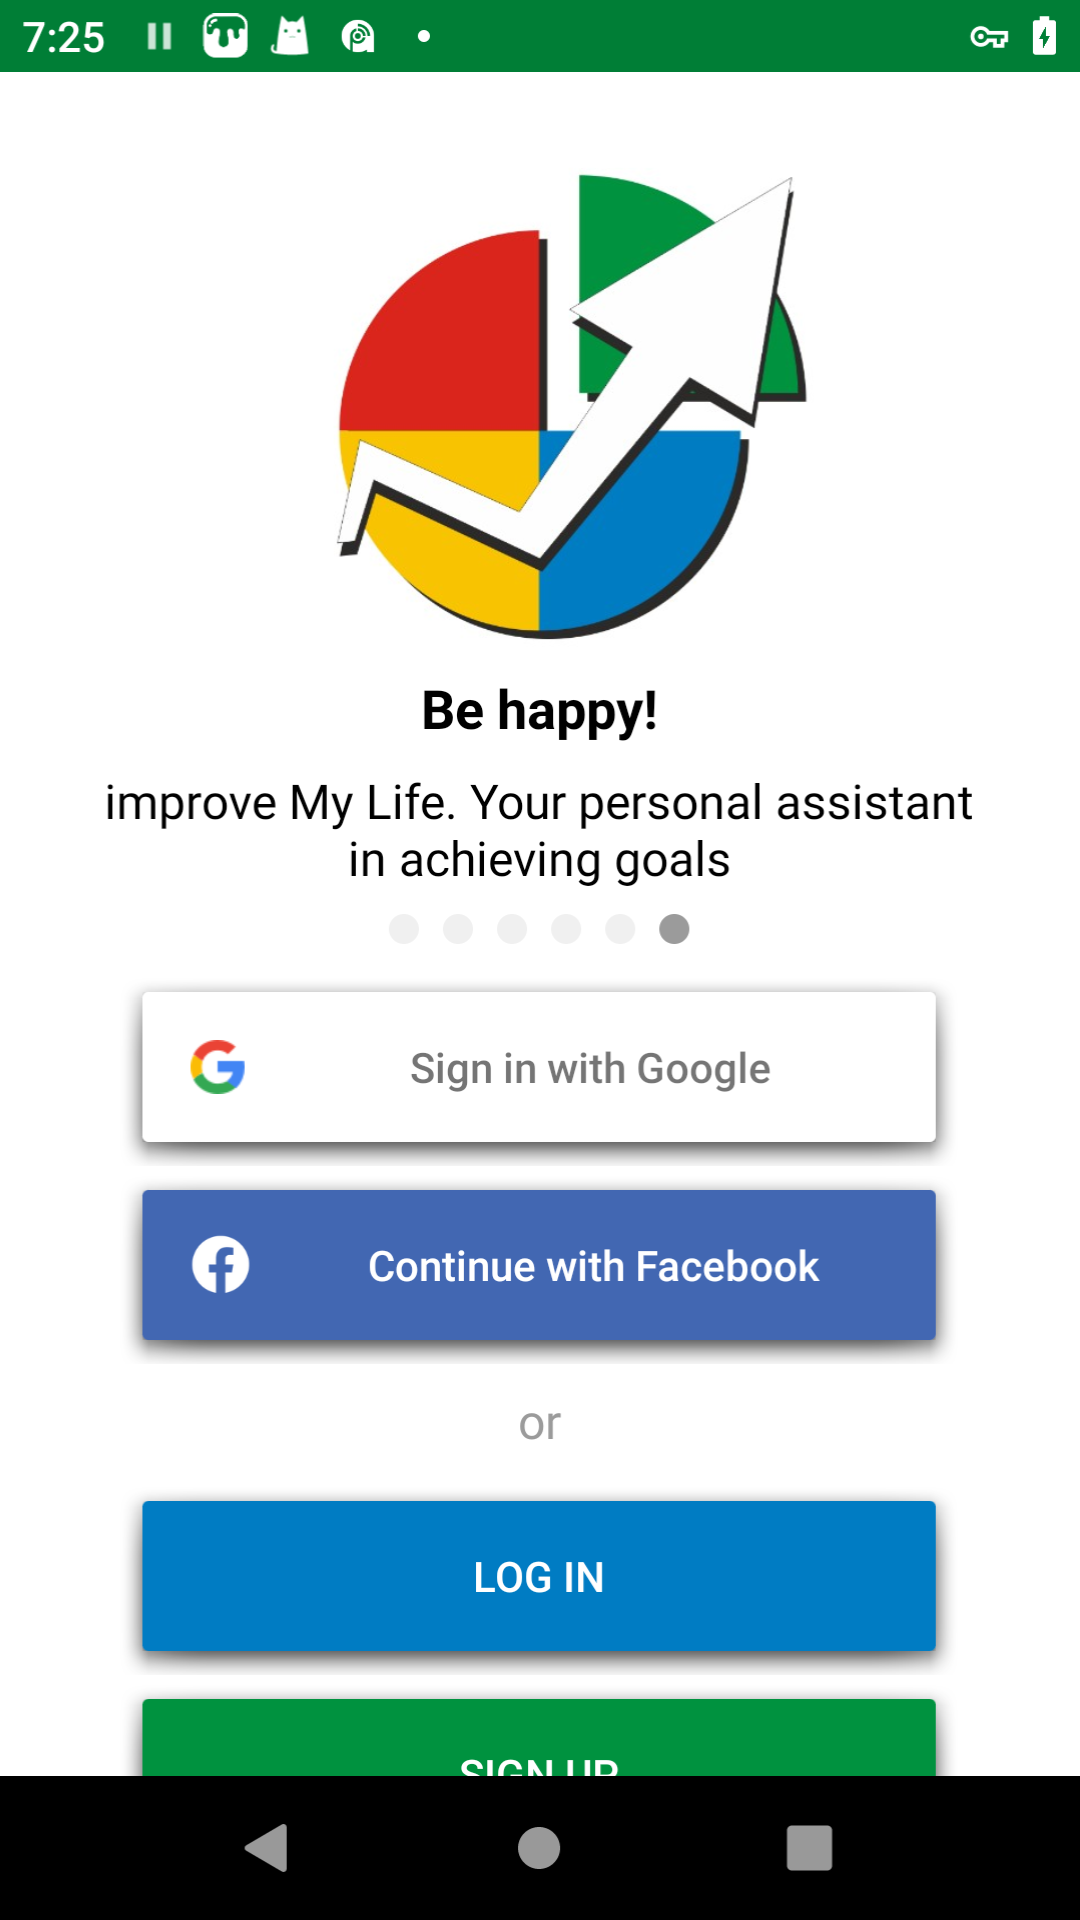 7:25
Be happy!
improve My Life. Your personal assistant
in achieving goals
Sign in with Google
Continue with Facebook
or
LOG IN
SIGN UP